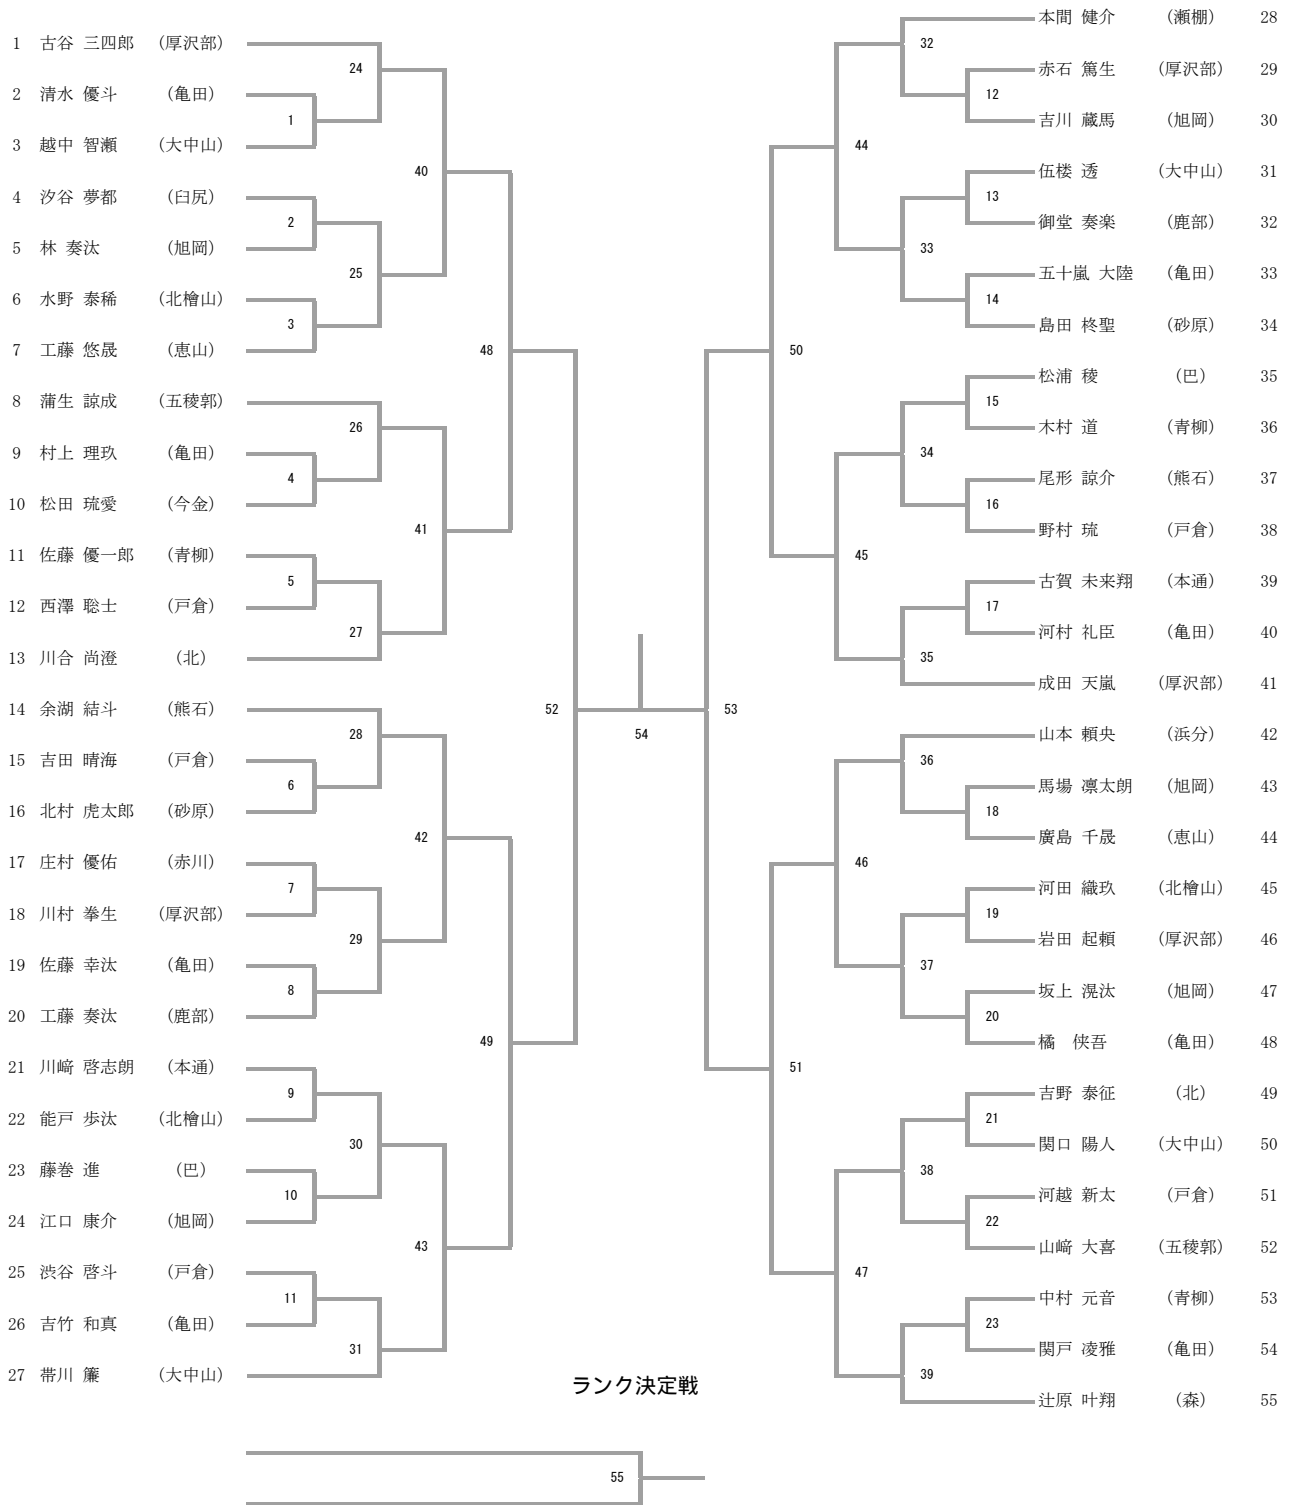 1 古谷 三四郎 (厚沢部)
2 清水 優斗 (亀田)
3 越中 智瀬 (大中山)
4 汐谷 夢都 (臼尻)
5 林 奏汰 (旭岡)
6 水野 泰稀 (北檜山)
7 工藤 悠晟 (恵山)
8 蒲生 諒成 (五稜郭)
9 村上 理玖 (亀田)
10 松田 琉愛 (今金)
11 佐藤 優一郎 (青柳)
12 西澤 聡士 (戸倉)
13 川合 尚澄 (北)
14 余湖 結斗 (熊石)
15 吉田 晴海 (戸倉)
16 北村 虎太郎 (砂原)
17 庄村 優佑 (赤川)
18 川村 拳生 (厚沢部)
19 佐藤 幸汰 (亀田)
20 工藤 奏汰 (鹿部)
21 川﨑 啓志朗 (本通)
22 能戸 歩汰 (北檜山)
23 藤巻 進 (巴)
24 江口 康介 (旭岡)
25 渋谷 啓斗 (戸倉)
26 吉竹 和真 (亀田)
27 帯川 簾 (大中山)
1
2
3
4
5
6
7
8
9
10
11
24
25
26
27
28
29
30
31
40
41
42
43
48
49
52
54
53
50
51
44
45
46
47
32
33
34
35
36
37
38
39
12
13
14
15
16
17
18
19
20
21
22
23
本間 健介 (瀬棚) 28
赤石 篤生 (厚沢部) 29
吉川 蔵馬 (旭岡) 30
伍楼 透 (大中山) 31
御堂 奏楽 (鹿部) 32
五十嵐 大陸 (亀田) 33
島田 柊聖 (砂原) 34
松浦 稜 (巴) 35
木村 道 (青柳) 36
尾形 諒介 (熊石) 37
野村 琉 (戸倉) 38
古賀 未来翔 (本通) 39
河村 礼臣 (亀田) 40
成田 天嵐 (厚沢部) 41
山本 頼央 (浜分) 42
馬場 凛太朗 (旭岡) 43
廣島 千晟 (恵山) 44
河田 織玖 (北檜山) 45
岩田 起頼 (厚沢部) 46
坂上 滉汰 (旭岡) 47
橘 侠吾 (亀田) 48
吉野 泰征 (北) 49
関口 陽人 (大中山) 50
河越 新太 (戸倉) 51
山﨑 大喜 (五稜郭) 52
中村 元音 (青柳) 53
関戸 凌雅 (亀田) 54
辻原 叶翔 (森) 55
ランク決定戦
55